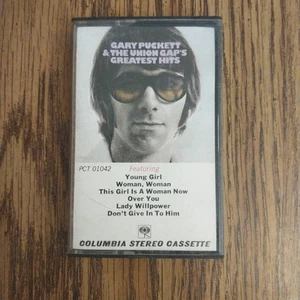 GARY PUCKETT
& THE UNION GAP'S
GREATEST HITS
PCT 01042
Featuring
Young Girl
Woman, Woman
This Girl Is A Woman Now
Over You
Lady Willpower
Don't Give In To Him
COLUMBIA STEREO CASSETTE